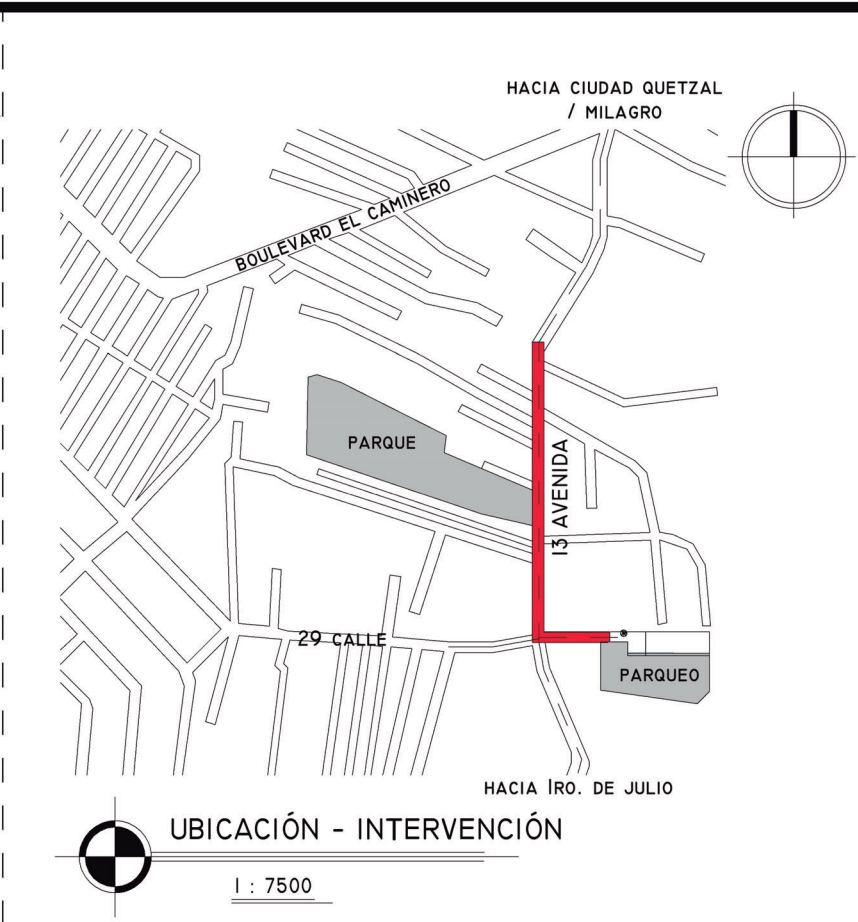 HACIA CIUDAD QUETZAL
/ MILAGRO
BOULEVARD EL CAMINERO
PARQUE
13 AVENIDA
29 CALLE
PARQUEO
HACIA 1RO. DE JULIO
UBICACIÓN - INTERVENCIÓN
1 : 7500